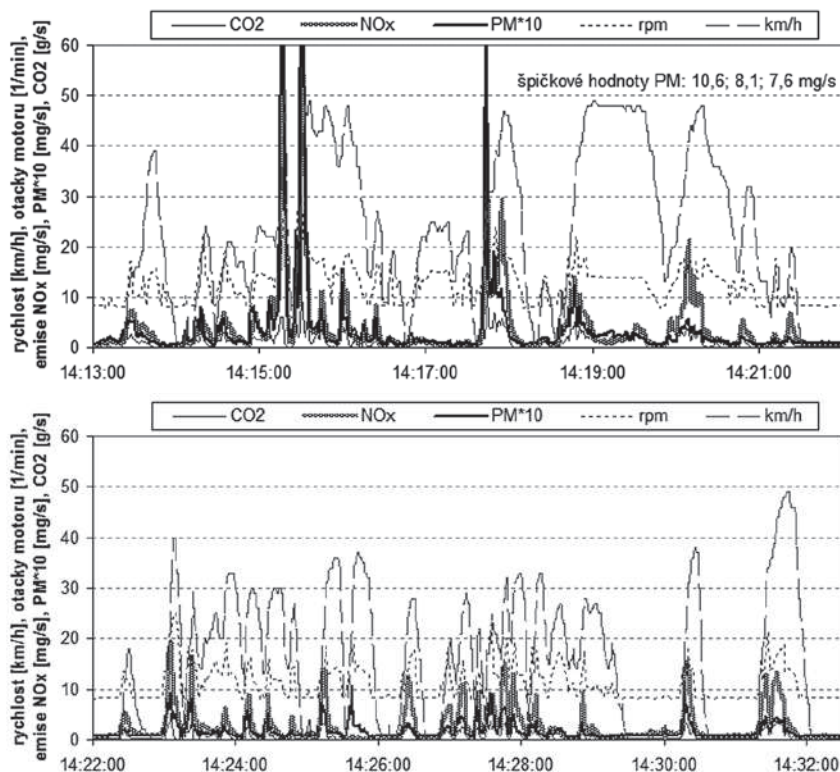 CO2 NOx PM*10 rpm km/h
rychlost [km/h], otacky motoru [1/min],
emise NOx [mg/s], PM*10 [mg/s], CO2 [g/s]
60
50
40
30
20
10
0
špičkové hodnoty PM: 10,6; 8,1; 7,6 mg/s
14:13:00 14:15:00 14:17:00 14:19:00 14:21:00
CO2 NOx PM*10 rpm km/h
rychlost [km/h], otacky motoru [1/min],
emise NOx [mg/s], PM*10 [mg/s], CO2 [g/s]
60
50
40
30
20
10
0
14:22:00 14:24:00 14:26:00 14:28:00 14:30:00 14:32:00